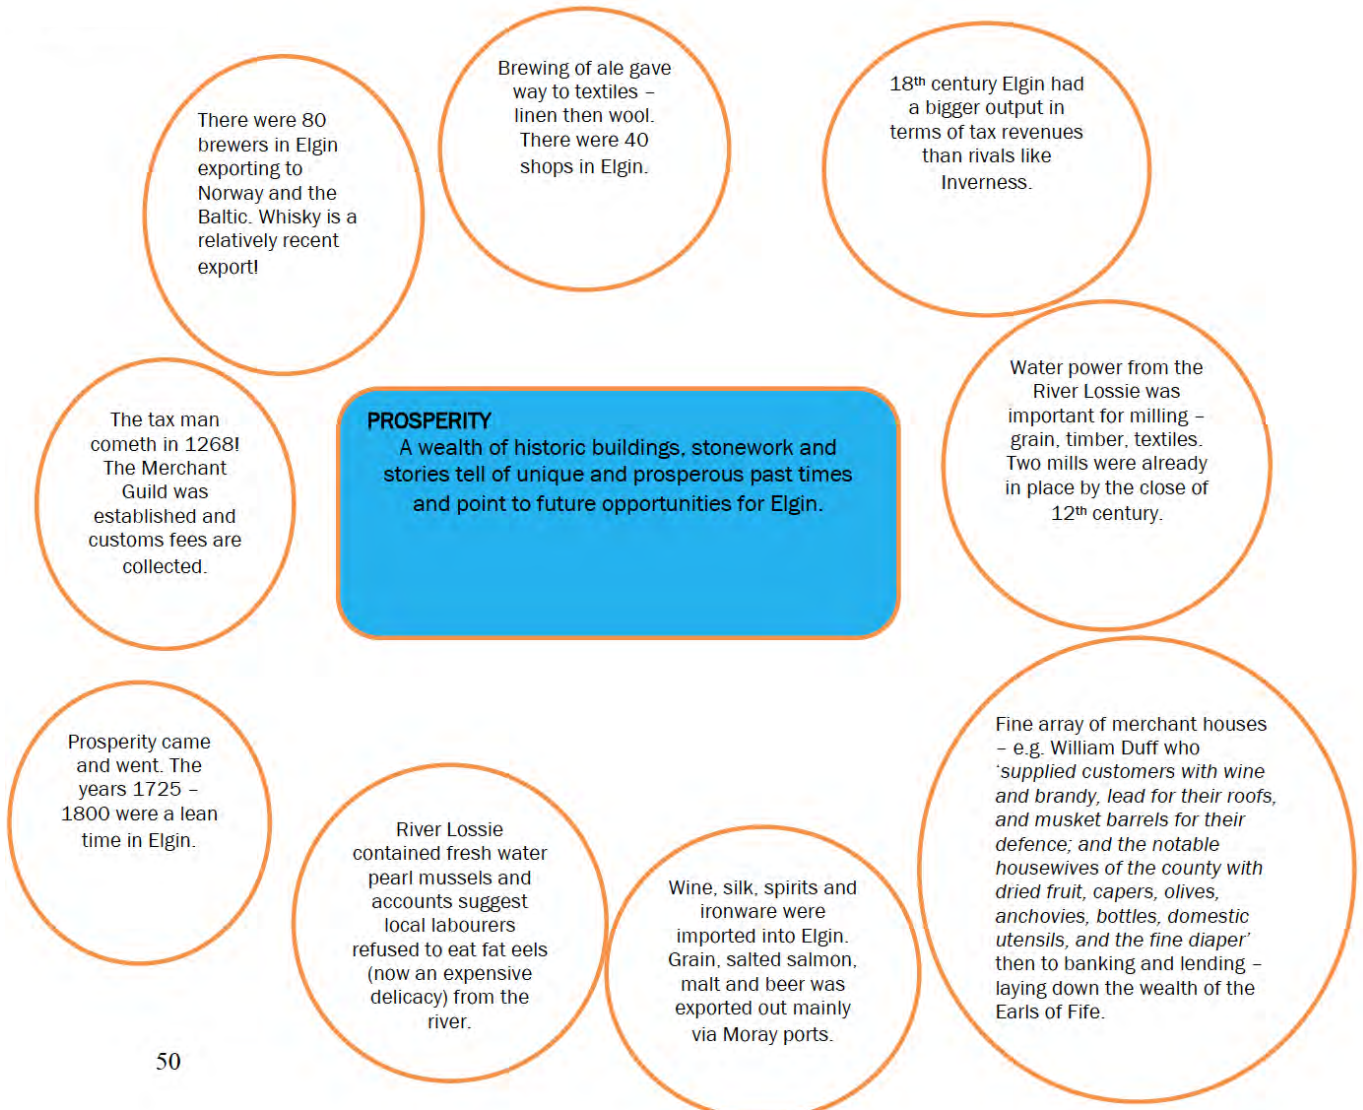 Brewing of ale gave
way to textiles –
linen then wool.
There were 40
shops in Elgin.
18th century Elgin had
a bigger output in
terms of tax revenues
than rivals like
Inverness.
There were 80
brewers in Elgin
exporting to
Norway and the
Baltic. Whisky is a
relatively recent
export!
Water power from the
River Lossie was
important for milling –
grain, timber, textiles.
Two mills were already
in place by the close of
12th century.
The tax man
cometh in 1268!
The Merchant
Guild was
established and
customs fees are
collected.
PROSPERITY
A wealth of historic buildings, stonework and
stories tell of unique and prosperous past times
and point to future opportunities for Elgin.
Prosperity came
and went. The
years 1725 –
1800 were a lean
time in Elgin.
River Lossie
contained fresh water
pearl mussels and
accounts suggest
local labourers
refused to eat fat eels
(now an expensive
delicacy) from the
river.
Wine, silk, spirits and
ironware were
imported into Elgin.
Grain, salted salmon,
malt and beer was
exported out mainly
via Moray ports.
Fine array of merchant houses
– e.g. William Duff who
‘supplied customers with wine
and brandy, lead for their roofs,
and musket barrels for their
defence; and the notable
housewives of the county with
dried fruit, capers, olives,
anchovies, bottles, domestic
utensils, and the fine diaper’
then to banking and lending –
laying down the wealth of the
Earls of Fife.
50